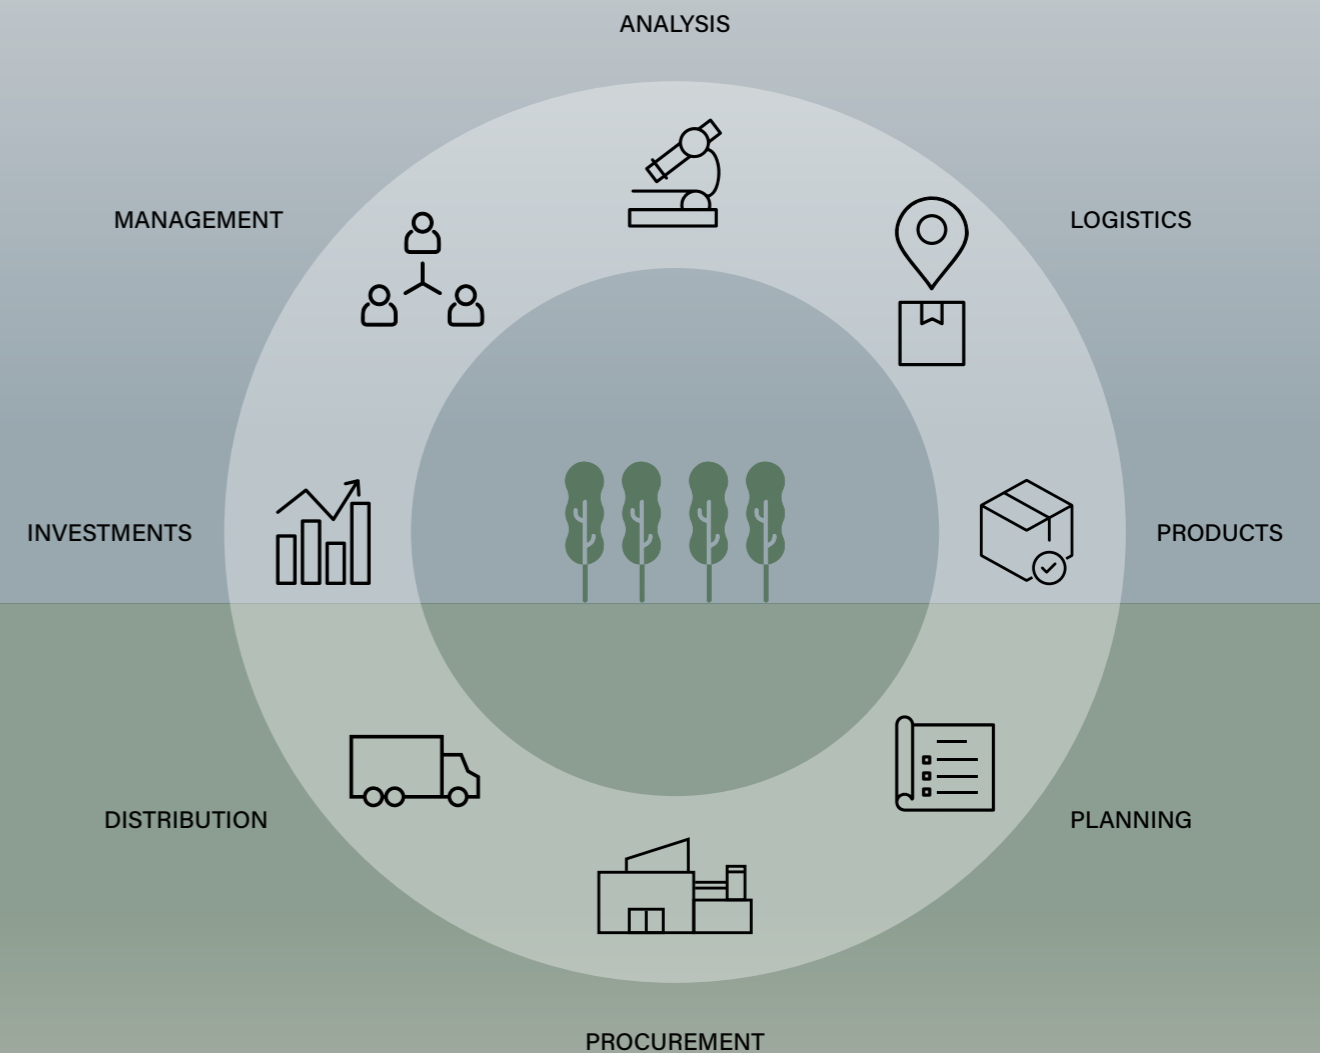 ANALYSIS
MANAGEMENT
LOGISTICS
INVESTMENTS
PRODUCTS
DISTRIBUTION
PLANNING
PROCUREMENT